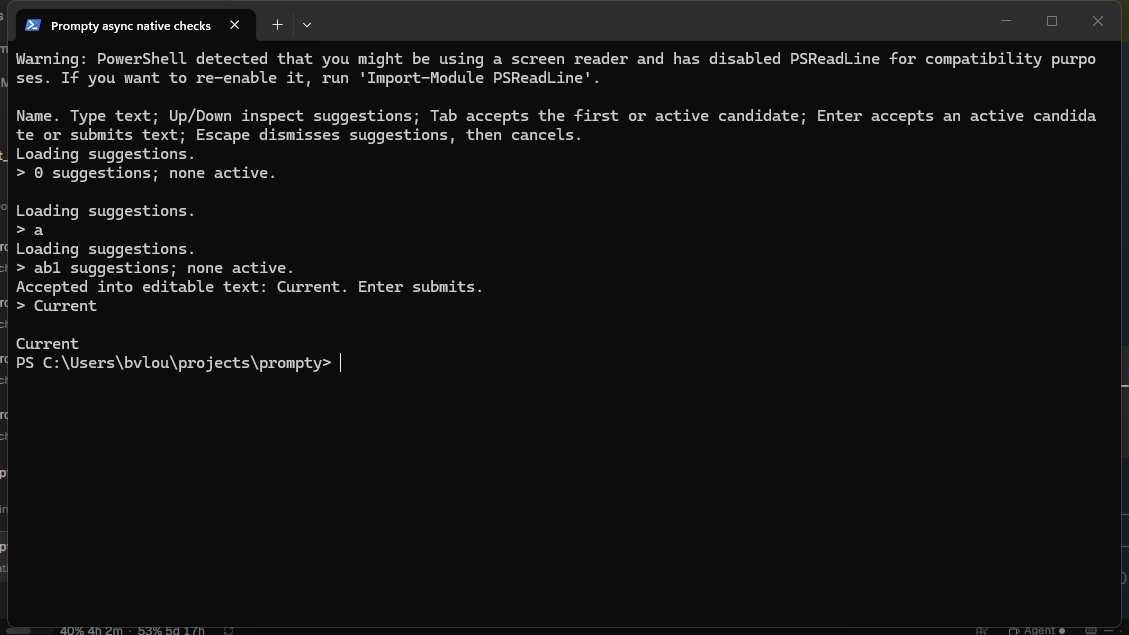 Prompty async native checks
Warning: PowerShell detected that you might be using a screen reader and has disabled PSReadLine for compatibility purpo
ses. If you want to re-enable it, run 'Import-Module PSReadLine'.
Name. Type text; Up/Down inspect suggestions; Tab accepts the first or active candidate; Enter accepts an active candida
te or submits text; Escape dismisses suggestions, then cancels.
Loading suggestions.
> 0 suggestions; none active.
Loading suggestions.
> a
Loading suggestions.
> ab1 suggestions; none active.
Accepted into editable text: Current. Enter submits.
> Current
Current
PS C:\Users\bvlou\projects\prompty>
40% 4h 2m · 53% 5d 17h
Agent